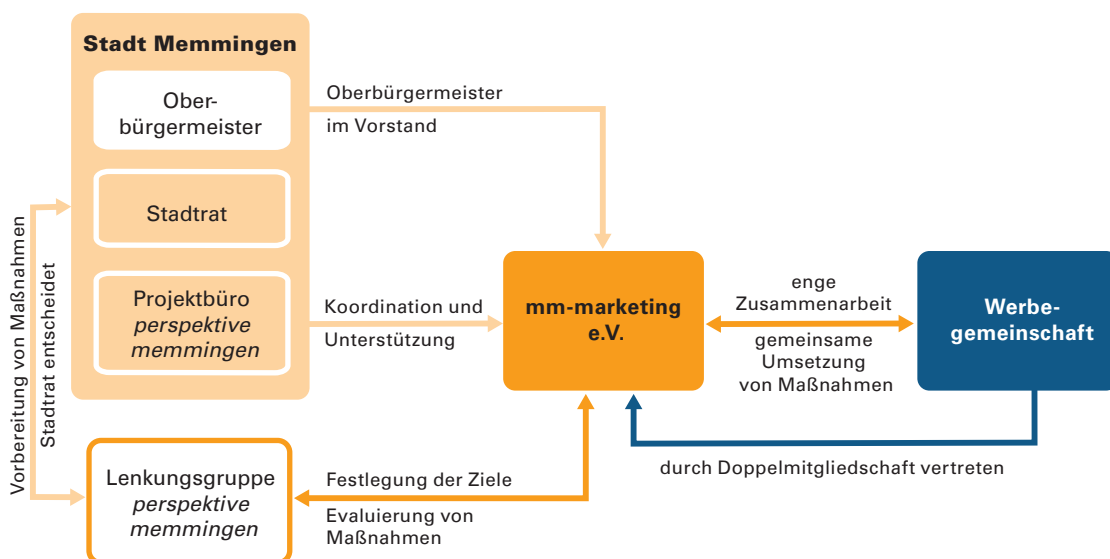 Stadt Memmingen
Ober-
bürgermeister
Stadtrat
Projektbüro
perspektive
memmingen
Oberbürgermeister
im Vorstand
Koordination und
Unterstützung
mm-marketing
e.V.
enge
Zusammenarbeit
gemeinsame
Umsetzung
von Maßnahmen
Werbe-
gemeinschaft
durch Doppelmitgliedschaft vertreten
Vorbereitung von Maßnahmen
Stadtrat entscheidet
Lenkungsgruppe
perspektive
memmingen
Festlegung der Ziele
Evaluierung von
Maßnahmen